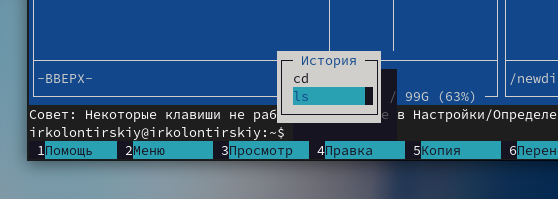 История
cd
-ВВЕРХ-
/newdi
ls
/ 99G (63%)
Совет: Некоторые клавиши не раб е в Настройки/Определе
irkolontirskiy@irkolontirskiy:~$
1Помощь 2Меню 3Просмотр 4Правка 5Копия 6Перен